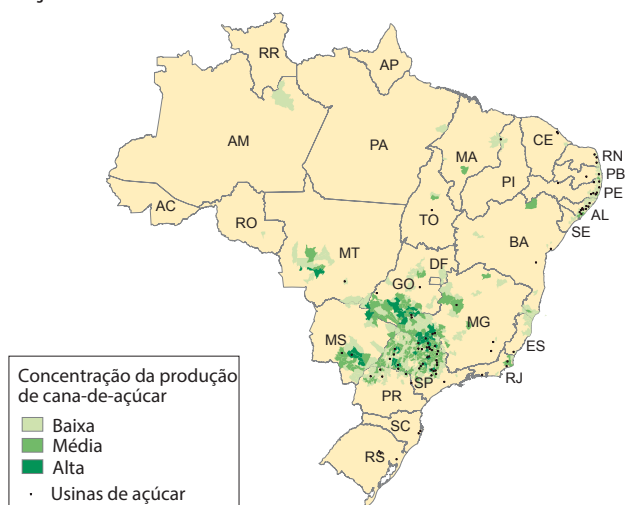 RR
AP
AM
PA
MA
CE
RN
PB
PE
AL
SE
PI
AC
RO
TO
BA
MT
DF
GO
MG
MS
ES
SP
RJ
PR
SC
RS
Concentração da produção
de cana-de-açúcar
Baixa
Média
Alta
Usinas de açúcar